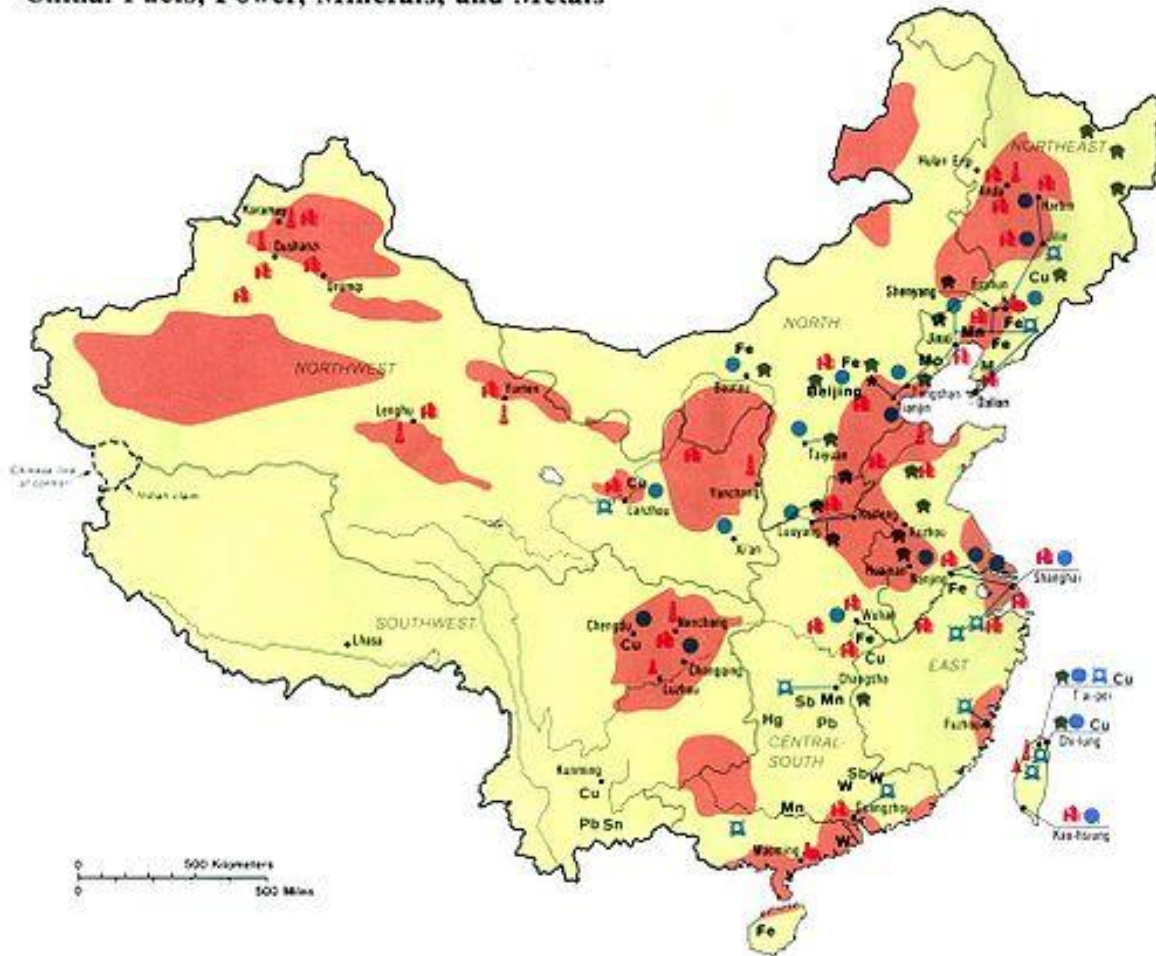 China: Fuels, Power, Minerals, and Metals
NORTHEAST
Anda
Harbin
Jilin
Cu
Fushun
Shenyang
Mn
Fe
Jinxi
Fe
Mo
Dalian
NORTH
Fe
Baotou
Fe
Beijing
Tangshan
Tianjin
Taiyuan
Karamay
Dushanzi
Urumqi
NORTHWEST
Yumen
Lenghu
Chinese line
of control
Indian claim
Cu
Lanzhou
Yanchang
Xi'an
Luoyang
Kaifeng
Xuzhou
Huainan
Nanjing
Fe
Shanghai
SOUTHWEST
Lhasa
Chengdu
Cu
Nanchong
Chongqing
Luzhou
Wuhan
Fe
Cu
EAST
Changsha
Sb Mn
Hg
Pb
CENTRAL-
SOUTH
Fuzhou
Cu
T'ai-pei
Cu
Chi-lung
Kao-hsiung
Kunming
Cu
Pb Sn
Sb W
W
Mn
Guangzhou
W
Maoming
Fe
0 500 Kilometers
0 500 Miles